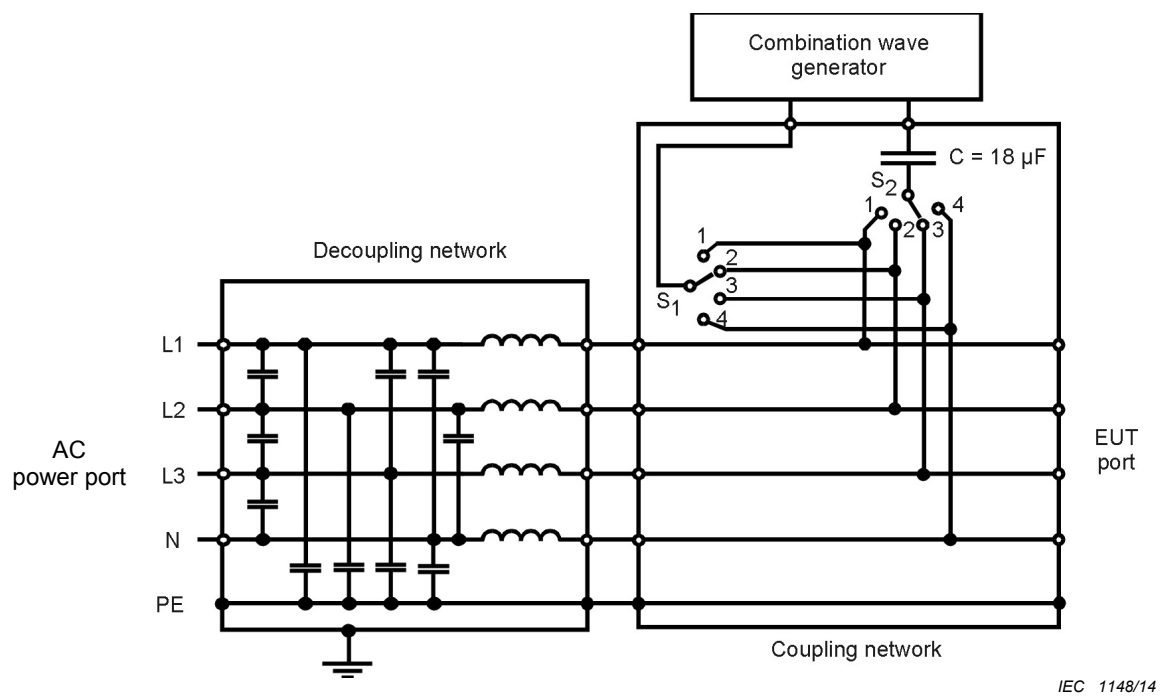 Combination wave
generator
C = 18 µF
S2
1
2
3
4
Decoupling network
1
2
3
4
S1
L1
L2
L3
N
PE
AC
power port
EUT
port
Coupling network
IEC 1148/14